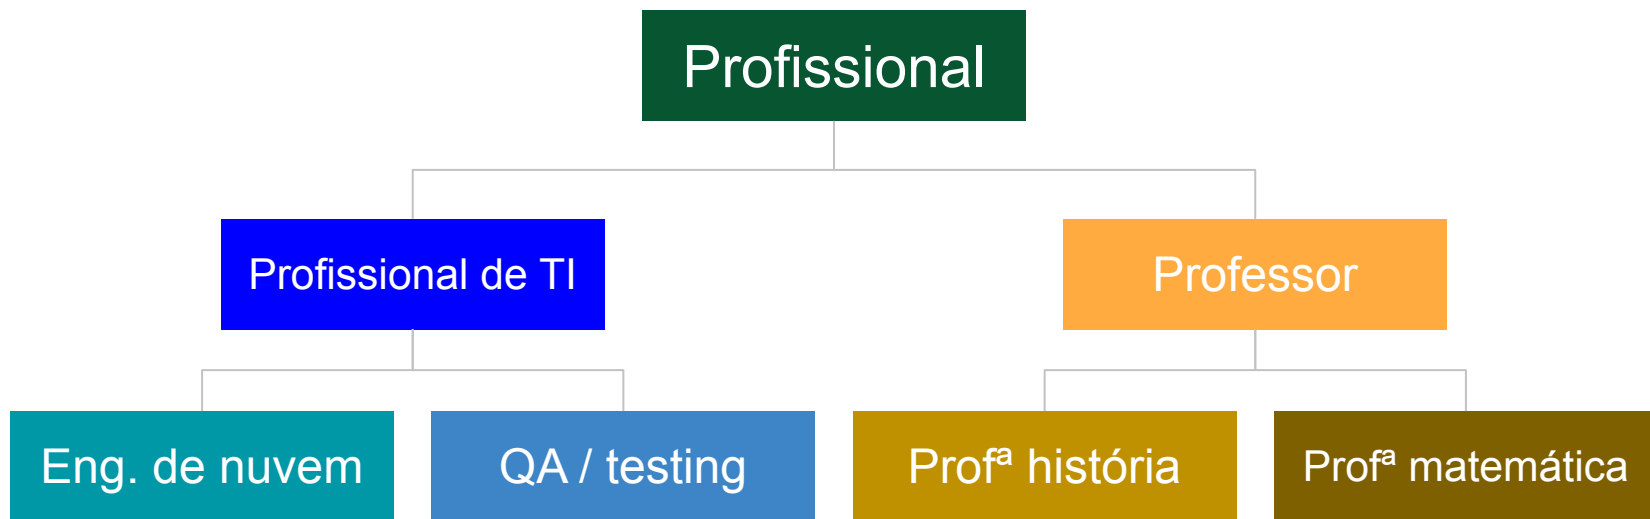 Profissional
Profissional de TI
Professor
Eng. de nuvem
QA / testing
Profª história
Profª matemática